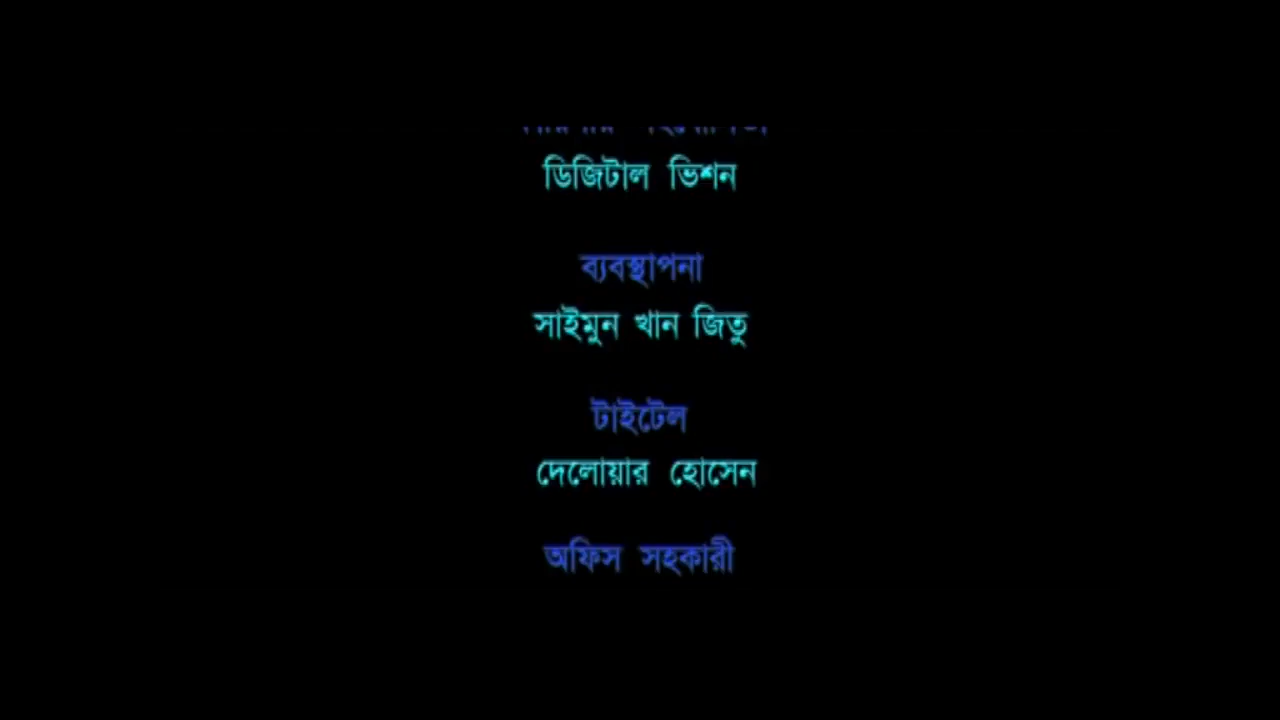 ডিজিটাল ভিশন
ব্যবস্থাপনা
সাইমুন খান জিতু
টাইটেল
দেলোয়ার হোসেন
অফিস সহকারী